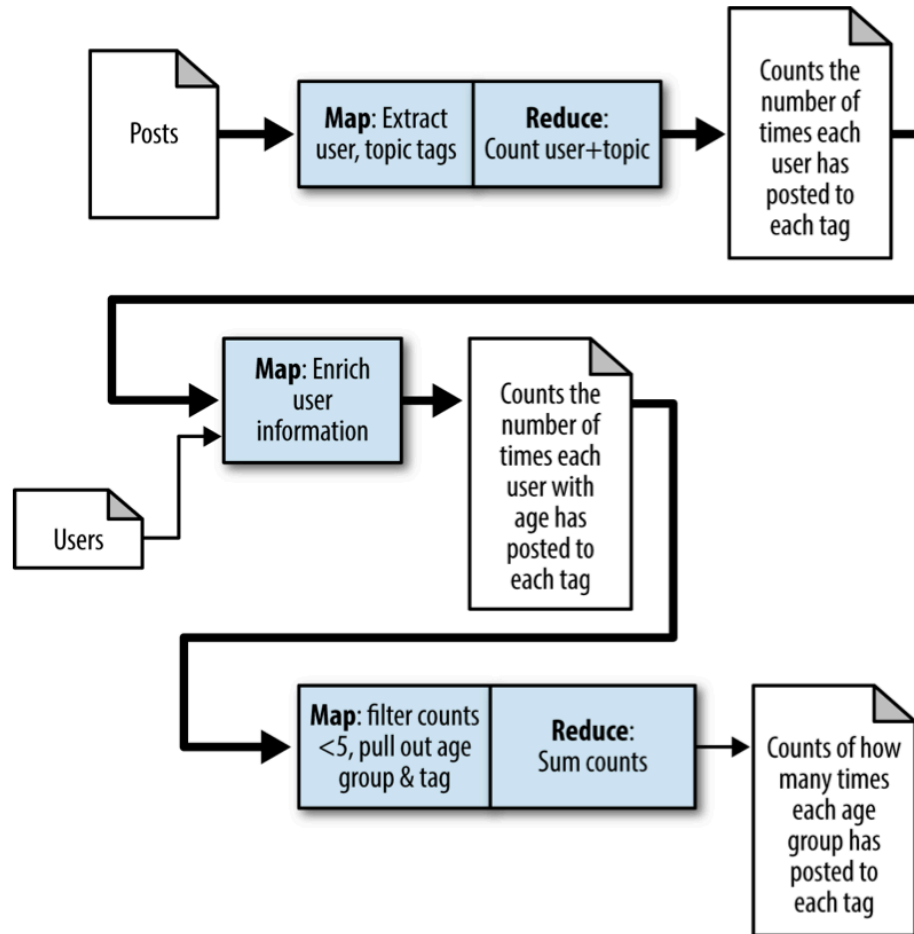 Posts
Map: Extract
user, topic tags
Reduce:
Count user+topic
Counts the
number of
times each
user has
posted to
each tag
Map: Enrich
user
information
Users
Counts the
number of
times each
user with
age has
posted to
each tag
Map: filter counts
<5, pull out age
group & tag
Reduce:
Sum counts
Counts of how
many times
each age
group has
posted to
each tag